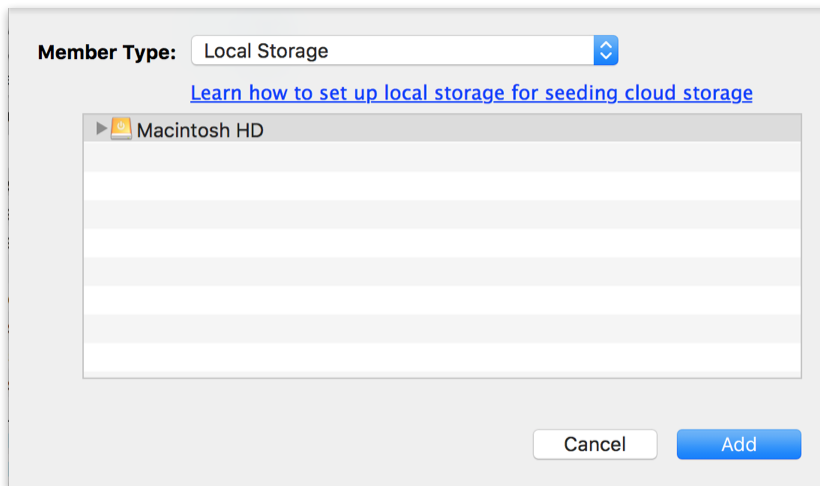 Member Type:
Local Storage
Learn how to set up local storage for seeding cloud storage
Macintosh HD
Cancel
Add